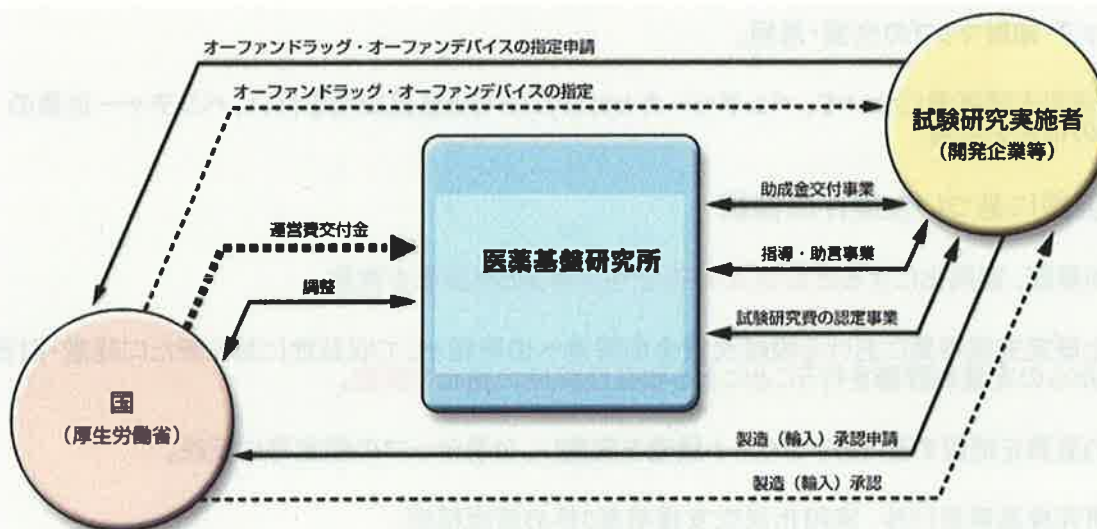 オーファンドラッグ・オーファンデバイスの指定申請
オーファンドラッグ・オーファンデバイスの指定
試験研究実施者
（開発企業等）
助成金交付事業
運営費交付金
医薬基盤研究所
指導・助言事業
調整
試験研究費の認定事業
国
（厚生労働省）
製造（輸入）承認申請
製造（輸入）承認